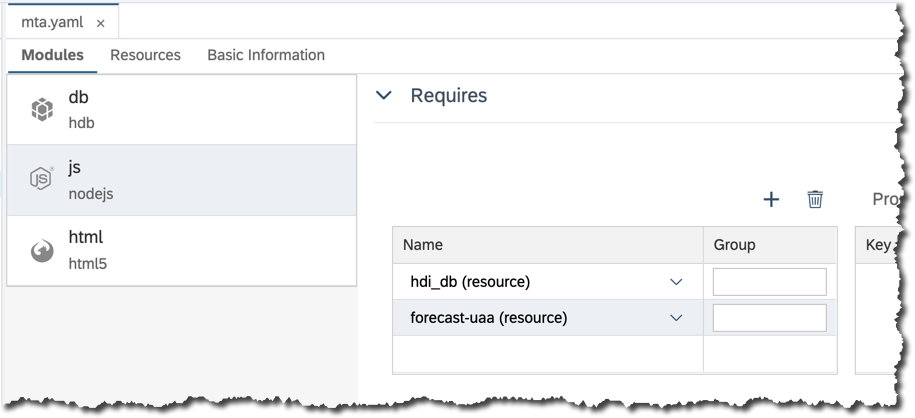 mta.yaml ×
Modules Resources Basic Information
db
hdb
js
nodejs
html
html5
Requires
Name Group Key
hdi_db (resource)
forecast-uaa (resource)